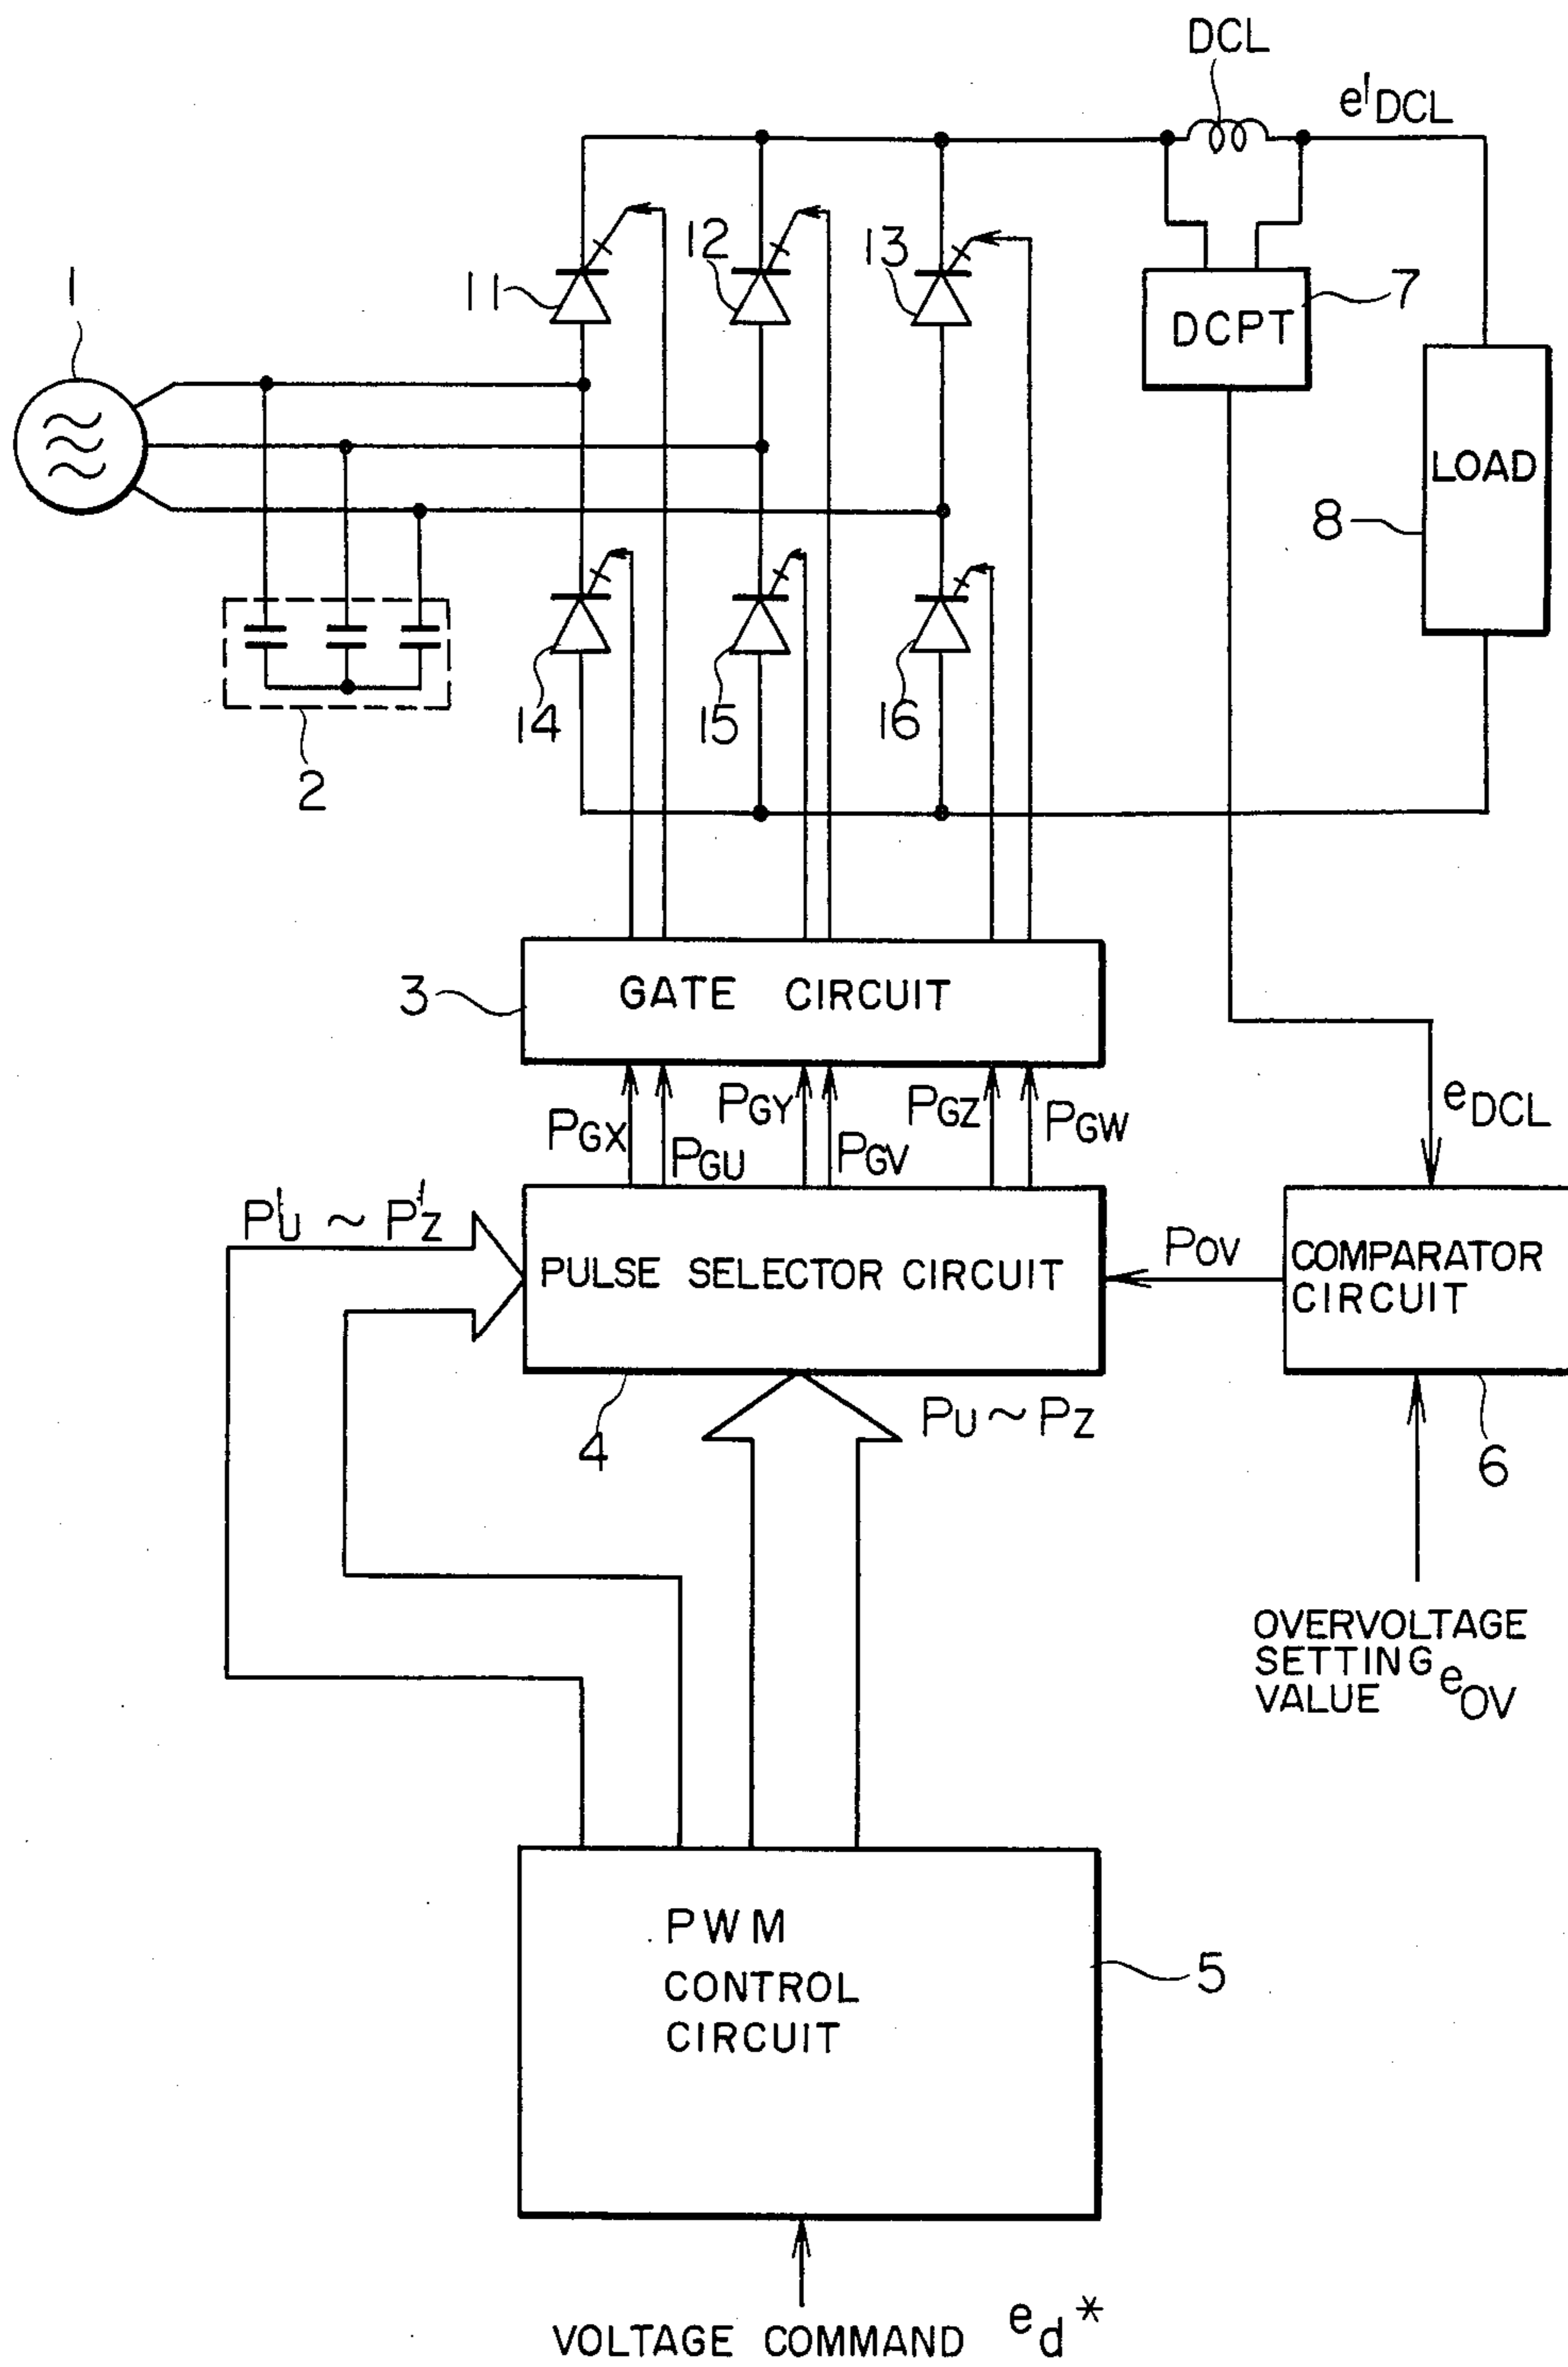 DCL
e'DCL
1
11
12
13
DCPT
7
LOAD
8
14
15
16
2
3
GATE CIRCUIT
PGX
PGU
PGY
PGV
PGZ
PGW
eDCL
P'U ~ P'Z
PULSE SELECTOR CIRCUIT
POV
COMPARATOR
CIRCUIT
4
PU ~ PZ
6
OVERVOLTAGE
SETTING
VALUE eOV
PWM
CONTROL
CIRCUIT
5
VOLTAGE COMMAND ed*